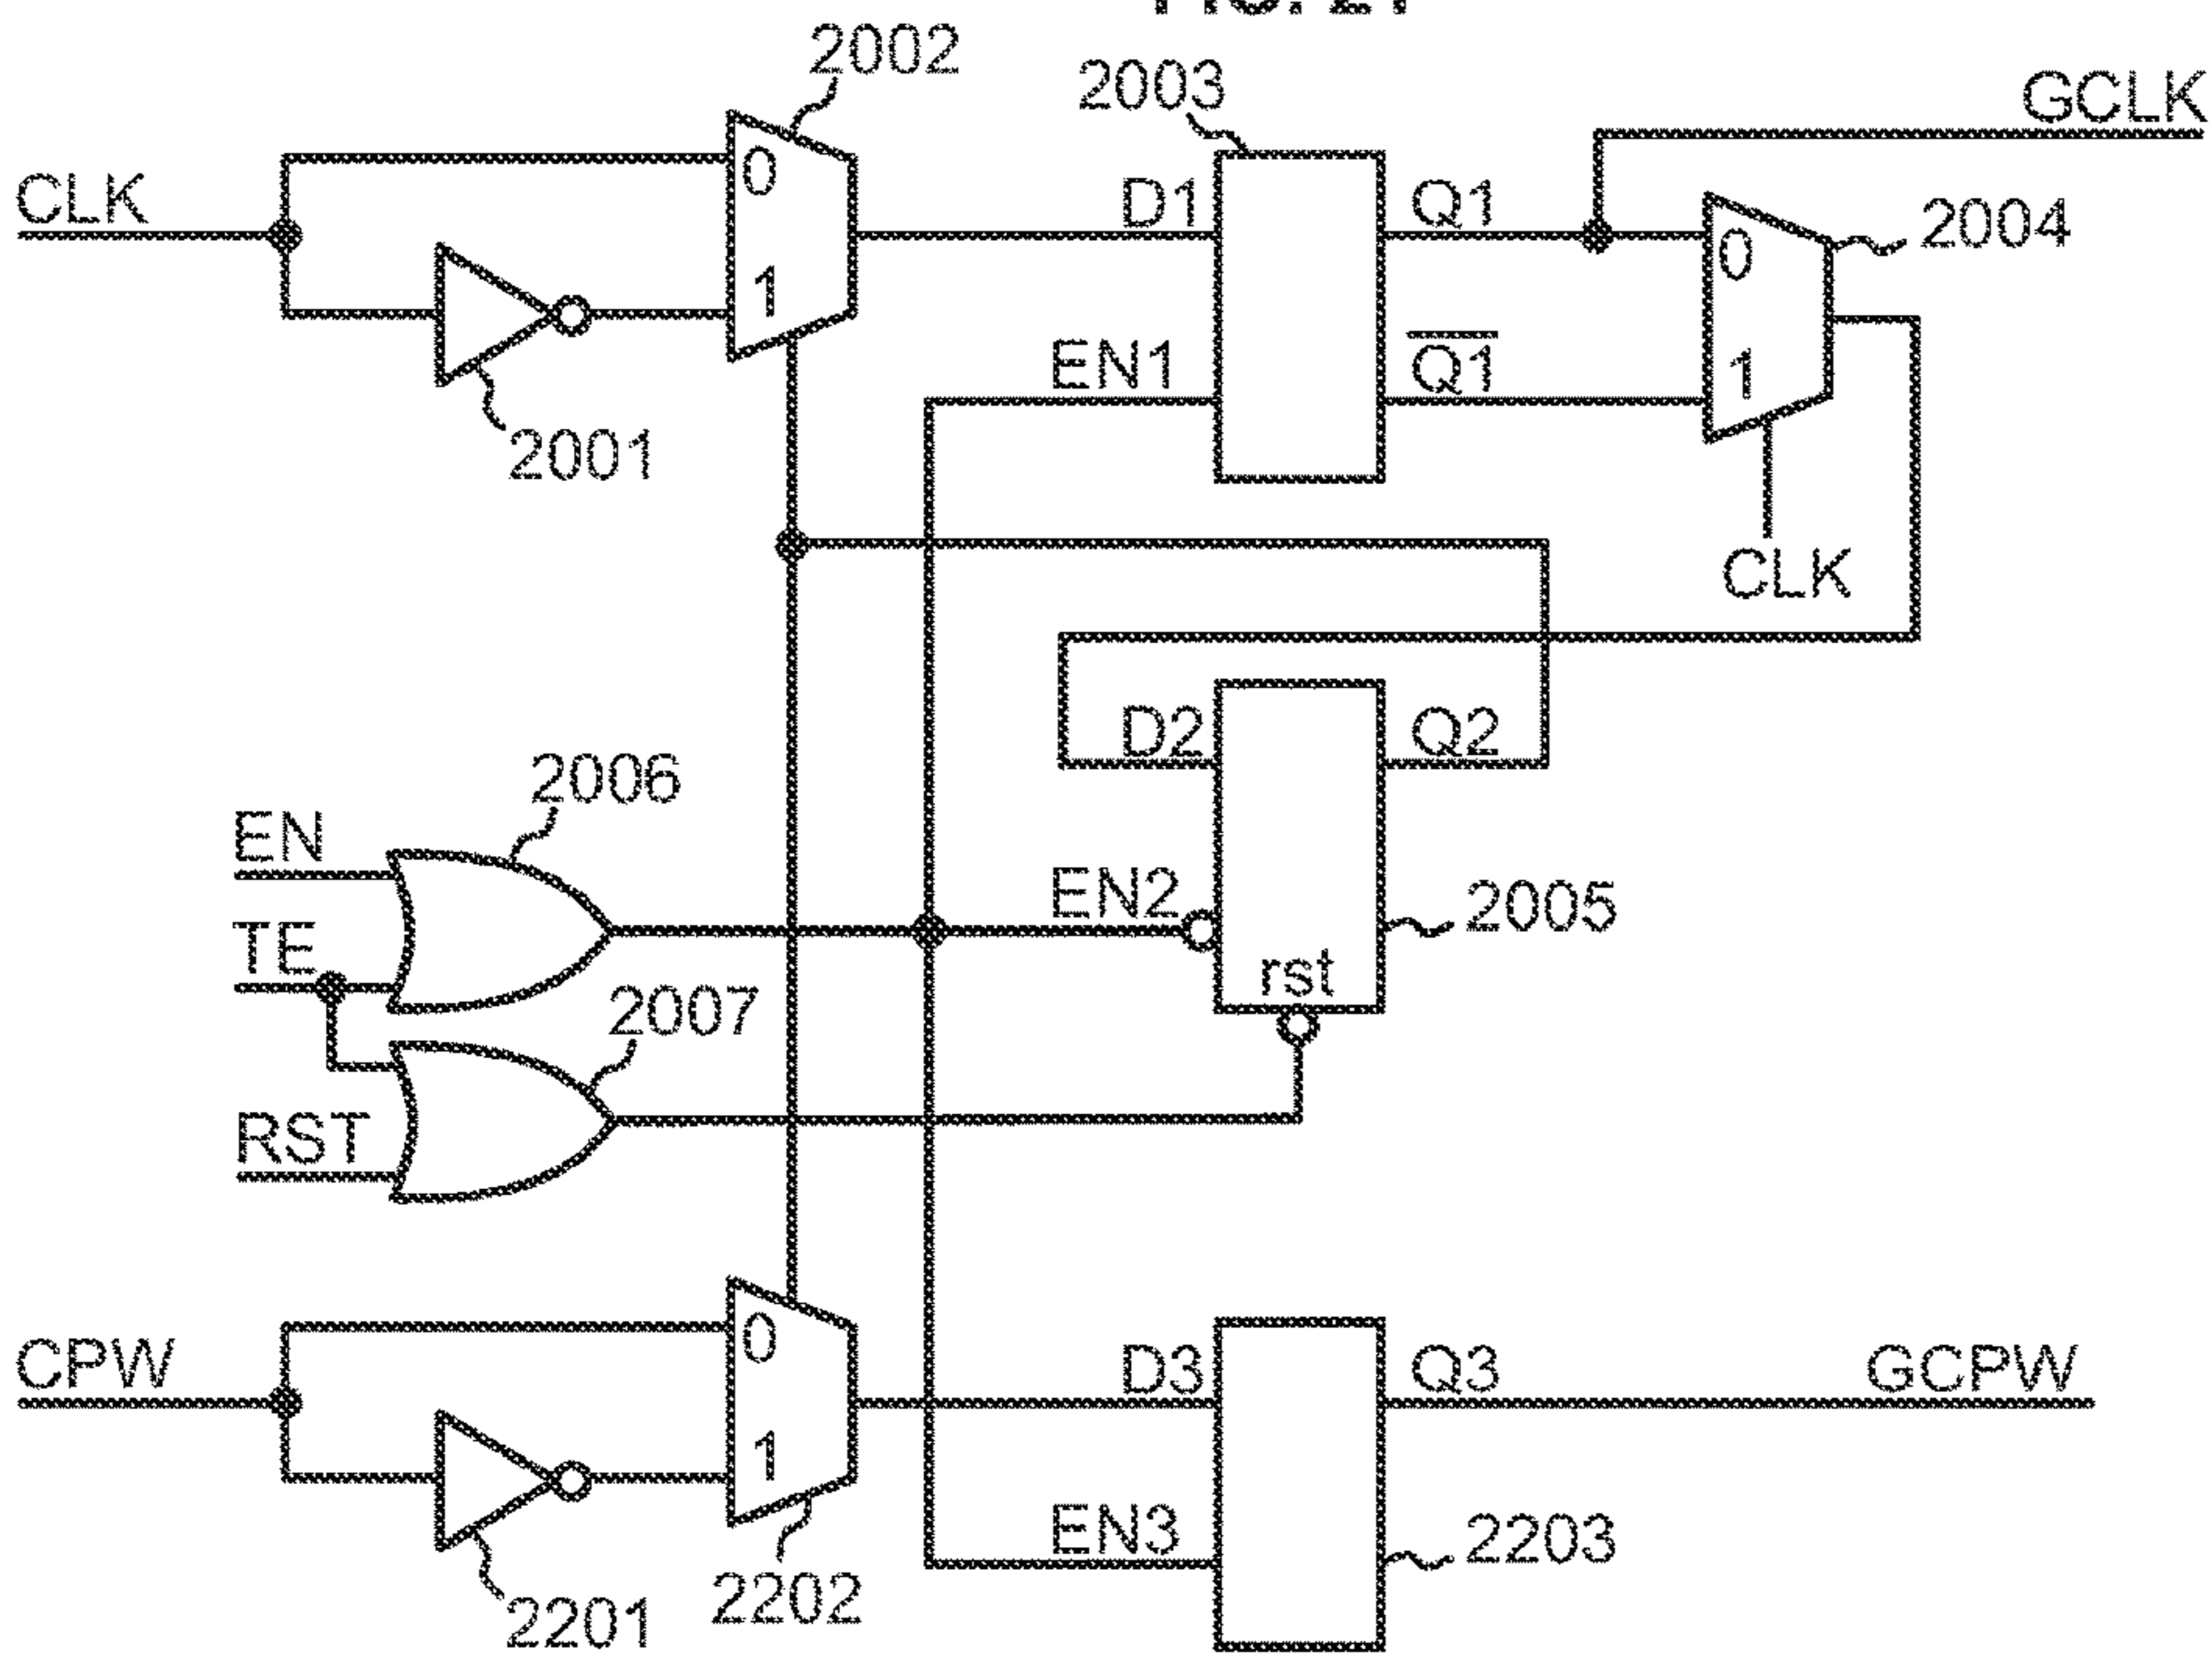 2002
2003
GCLK
CLK
0
1
D1
Q1
0
2004
EN1
Q1
1
2001
CLK
D2
Q2
2006
EN
EN2
2005
TE
rst
2007
RST
CPW
0
1
D3
Q3
GCPW
EN3
2203
2202
2201